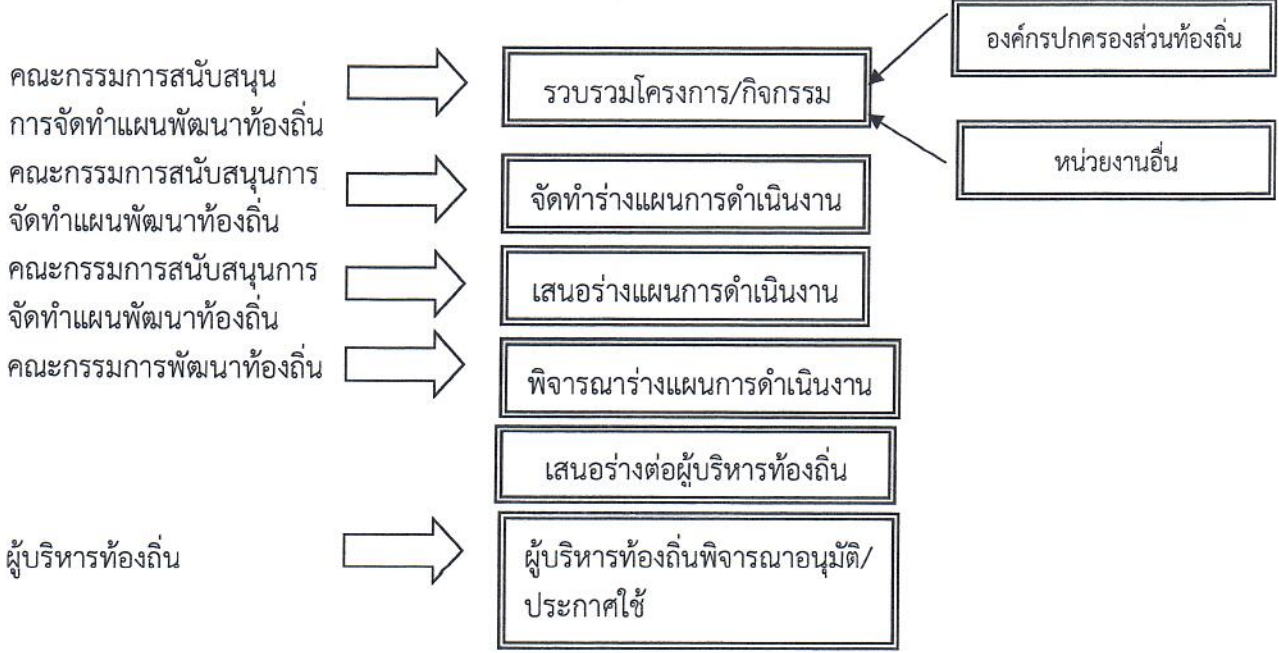 องค์กรปกครองส่วนท้องถิ่น
คณะกรรมการสนับสนุน
การจัดทำแผนพัฒนาท้องถิ่น
รวบรวมโครงการ/กิจกรรม
หน่วยงานอื่น
คณะกรรมการสนับสนุนการ
จัดทำแผนพัฒนาท้องถิ่น
จัดทำร่างแผนการดำเนินงาน
คณะกรรมการสนับสนุนการ
จัดทำแผนพัฒนาท้องถิ่น
เสนอร่างแผนการดำเนินงาน
คณะกรรมการพัฒนาท้องถิ่น
พิจารณาร่างแผนการดำเนินงาน
เสนอร่างต่อผู้บริหารท้องถิ่น
ผู้บริหารท้องถิ่น
ผู้บริหารท้องถิ่นพิจารณาอนุมัติ/
ประกาศใช้